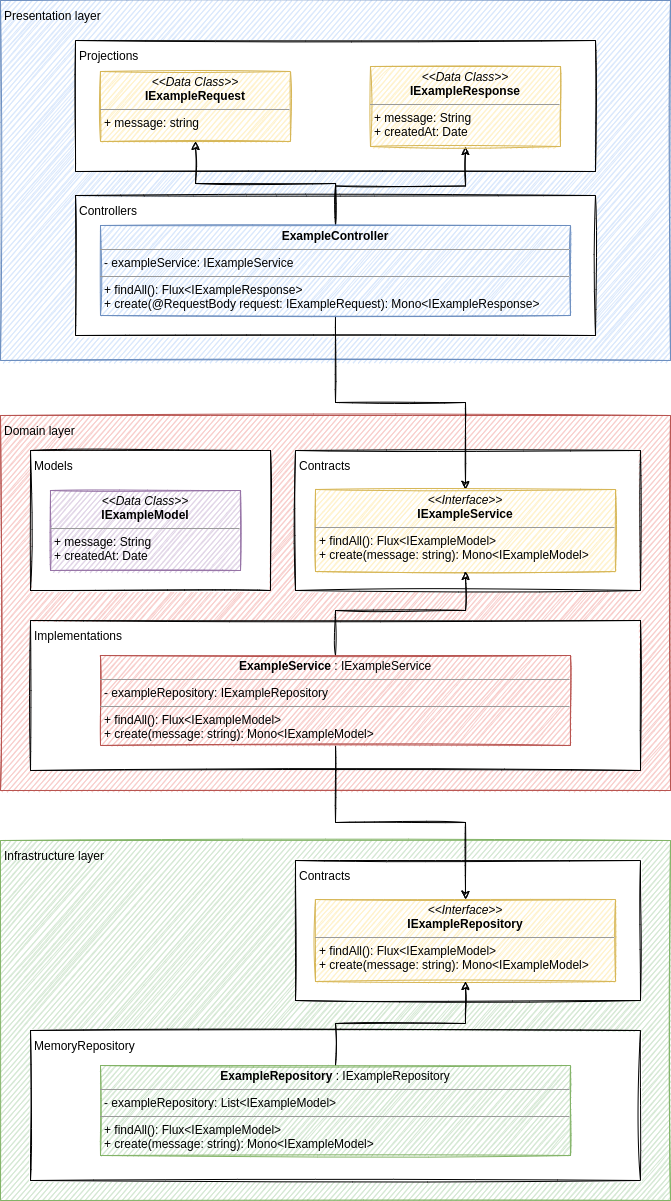 Presentation layer
Projections
<<Data Class>>
IExampleRequest
+ message: string
<<Data Class>>
IExampleResponse
+ message: String
+ createdAt: Date
Controllers
ExampleController
- exampleService: IExampleService
+ findAll(): Flux<IExampleResponse>
+ create(@RequestBody request: IExampleRequest): Mono<IExampleResponse>
Domain layer
Models
<<Data Class>>
IExampleModel
+ message: String
+ createdAt: Date
Contracts
<<Interface>>
IExampleService
+ findAll(): Flux<IExampleModel>
+ create(message: string): Mono<IExampleModel>
Implementations
ExampleService : IExampleService
- exampleRepository: IExampleRepository
+ findAll(): Flux<IExampleModel>
+ create(message: string): Mono<IExampleModel>
Infrastructure layer
Contracts
<<Interface>>
IExampleRepository
+ findAll(): Flux<IExampleModel>
+ create(message: string): Mono<IExampleModel>
MemoryRepository
ExampleRepository : IExampleRepository
- exampleRepository: List<IExampleModel>
+ findAll(): Flux<IExampleModel>
+ create(message: string): Mono<IExampleModel>